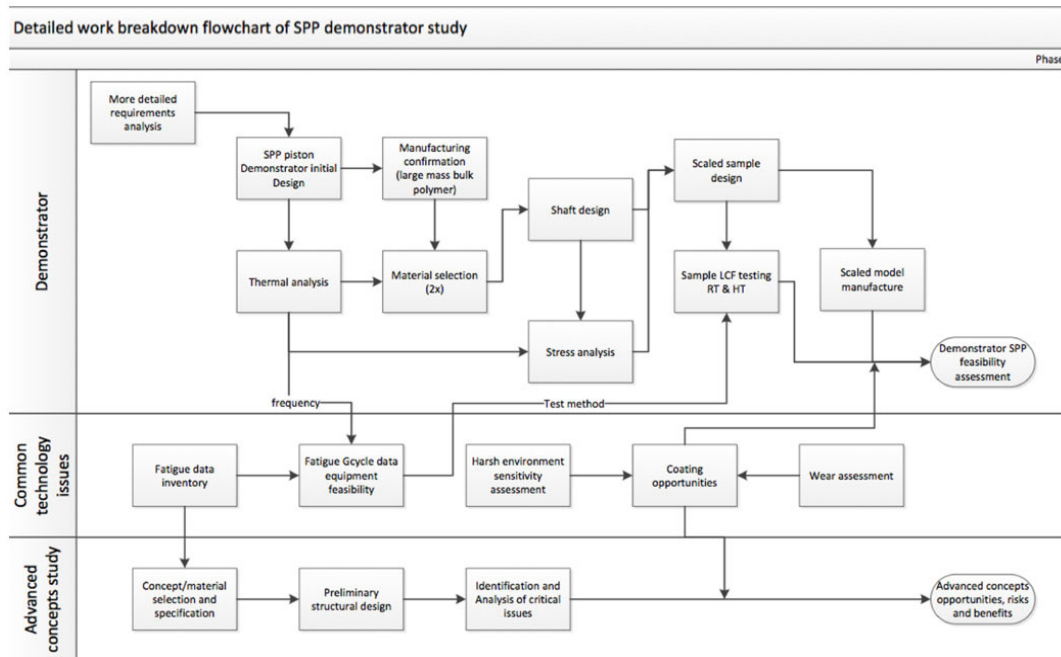 Detailed work breakdown flowchart of SPP demonstrator study
Phase
Demonstrator
More detailed
requirements
analysis
SPP piston
Demonstrator initial
Design
Manufacturing
confirmation
(large mass bulk
polymer)
Shaft design
Scaled sample
design
Thermal analysis
Material selection
(2x)
Sample LCF testing
RT & HT
Scaled model
manufacture
Stress analysis
Demonstrator SPP
feasibility
assessment
frequency
Test method
Common
technology
issues
Fatigue data
inventory
Fatigue Gcycle data
equipment
feasibility
Harsh environment
sensitivity
assessment
Coating
opportunities
Wear assessment
Advanced
concepts study
Concept/material
selection and
specification
Preliminary
structural design
Identification and
Analysis of critical
issues
Advanced concepts
opportunities, risks
and benefits